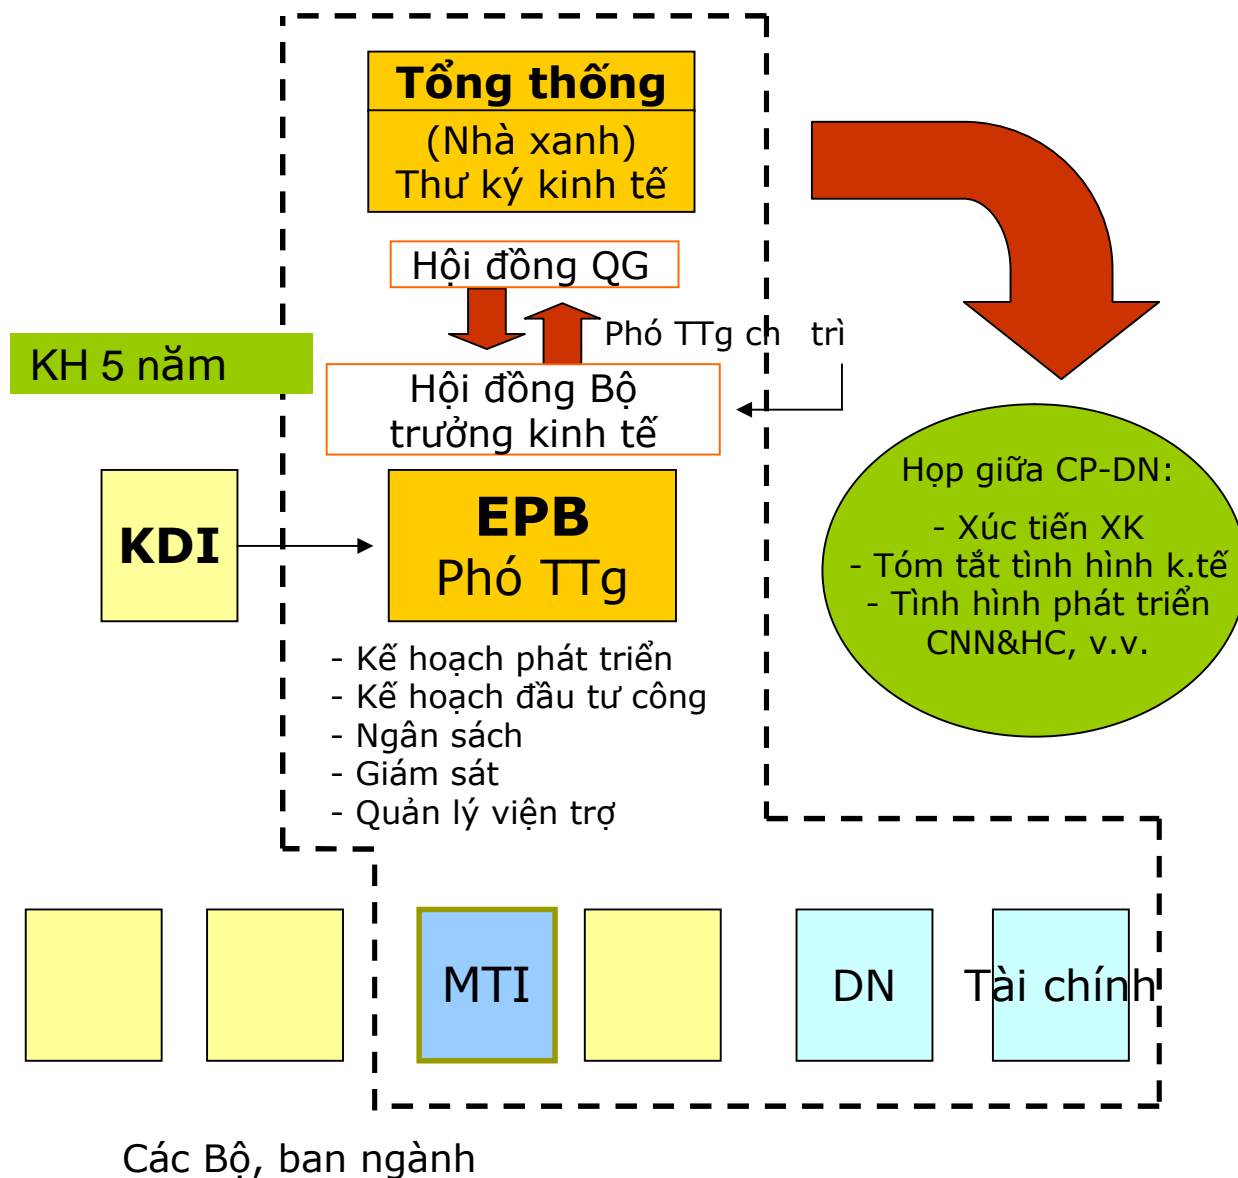 Tổng thống
(Nhà xanh)
Thư ký kinh tế
Hội đồng QG
Phó TTg ch trì
KH 5 năm
Hội đồng Bộ
trưởng kinh tế
KDI
EPB
Phó TTg
Họp giữa CP-DN:
- Xúc tiến XK
- Tóm tắt tình hình k.tế
- Tình hình phát triển
CNN&HC, v.v.
- Kế hoạch phát triển
- Kế hoạch đầu tư công
- Ngân sách
- Giám sát
- Quản lý viện trợ
MTI
DN
Tài chính
Các Bộ, ban ngành